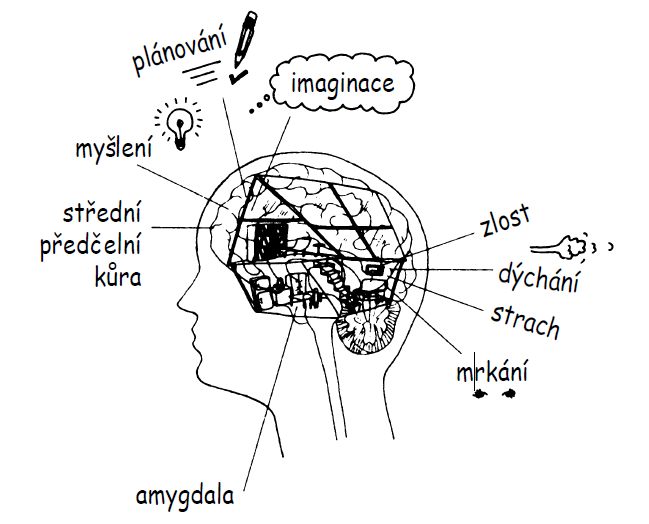 plánování
imaginace
myšlení
střední
předčelní
kůra
zlost
dýchání
strach
mrkání
amygdala